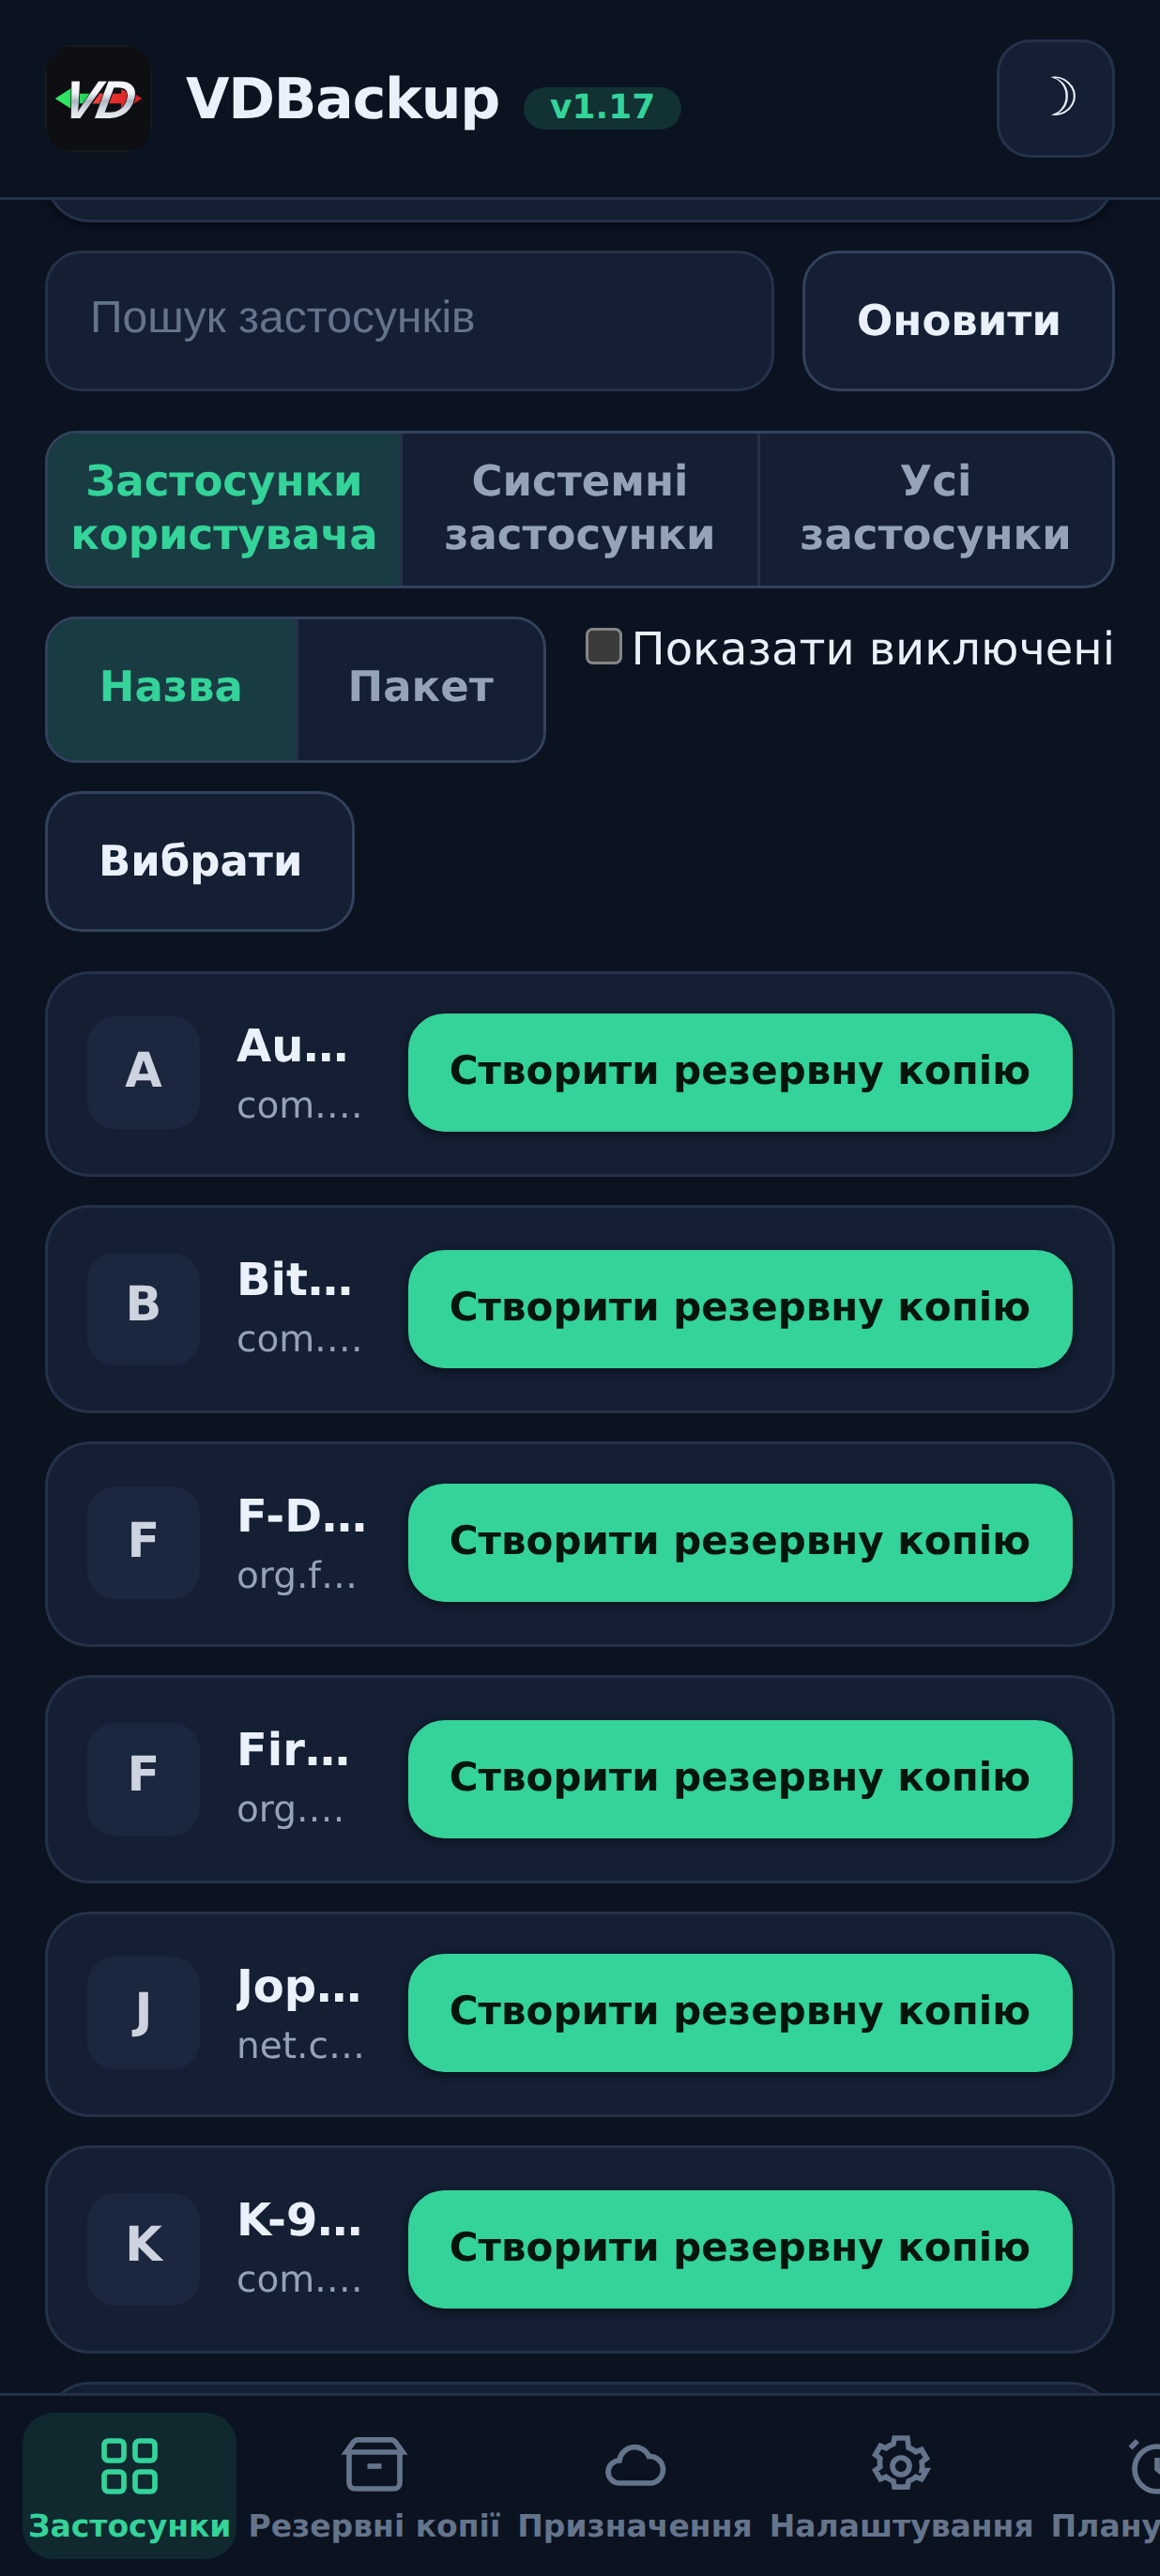 VD
VDBackup v1.17
Пошук застосунків
Оновити
Застосунки
користувача
Системні
застосунки
Усі
застосунки
Назва
Пакет
Показати виключені
Вибрати
A
Au...
com....
Створити резервну копію
B
Bit...
com....
Створити резервну копію
F
F-D...
org.f...
Створити резервну копію
F
Fir...
org....
Створити резервну копію
J
Jop...
net.c...
Створити резервну копію
K
K-9...
com....
Створити резервну копію
Застосунки
Резервні копії
Призначення
Налаштування
Плану